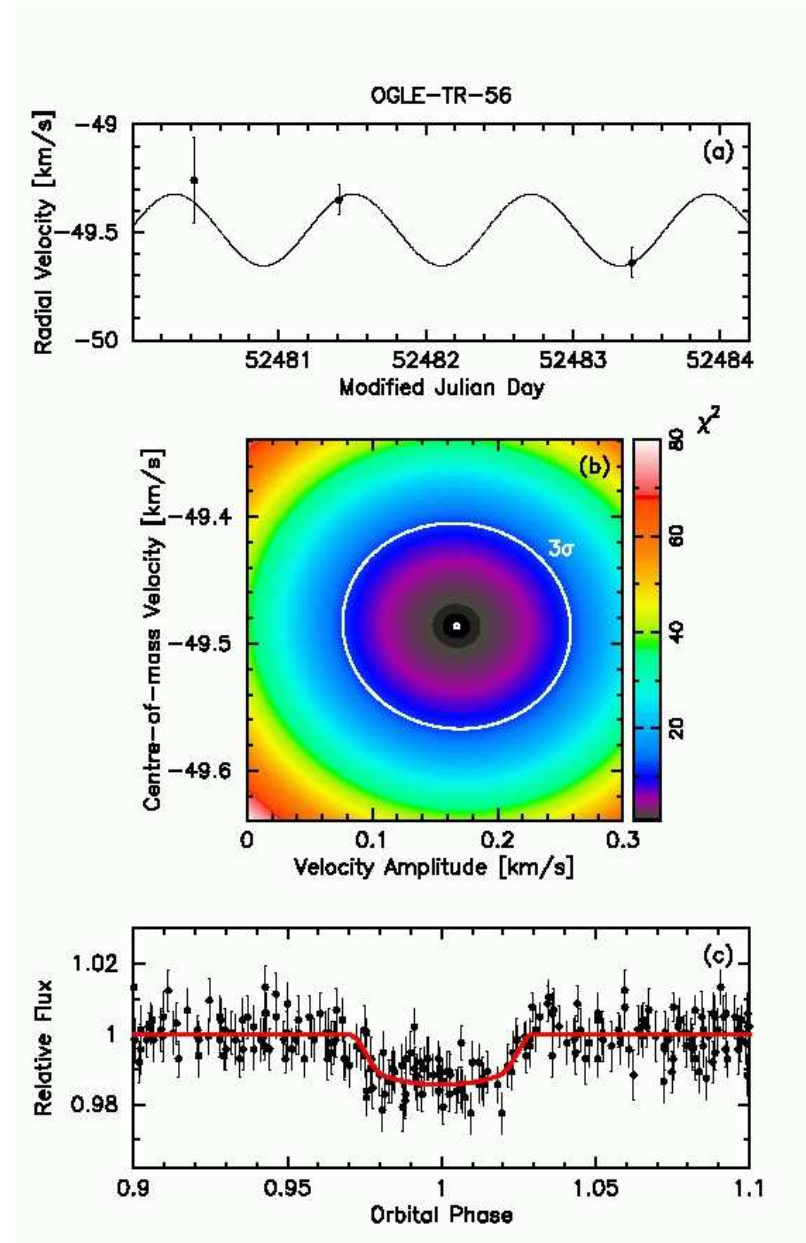 OGLE-TR-56
(a)
Radial Velocity [km/s]
-49
-49.5
-50
52481 52482 52483 52484
Modified Julian Day
χ²
(b)
3σ
Centre-of-mass Velocity [km/s]
-49.4
-49.5
-49.6
0 0.1 0.2 0.3
Velocity Amplitude [km/s]
80
60
40
20
(c)
Relative Flux
1.02
1
0.98
0.9 0.95 1 1.05 1.1
Orbital Phase